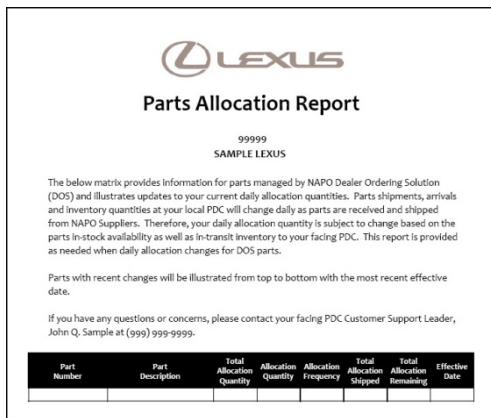 LEXUS
Parts Allocation Report
99999
SAMPLE LEXUS
The below matrix provides information for parts managed by NAPO Dealer Ordering Solution
(DOS) and illustrates updates to your current daily allocation quantities. Parts shipments, arrivals
and inventory quantities at your local PDC will change daily as parts are received and shipped
from NAPO Suppliers. Therefore, your daily allocation quantity is subject to change based on the
parts in-stock availability as well as in-transit inventory to your facing PDC. This report is provided
as needed when daily allocation changes for DOS parts.
Parts with recent changes will be illustrated from top to bottom with the most recent effective
date.
If you have any questions or concerns, please contact your facing PDC Customer Support Leader,
John Q. Sample at (999) 999-9999.
Part Number Part Description Total Allocation Quantity Allocation Quantity Allocation Frequency Total Allocation Shipped Total Allocation Remaining Effective Date